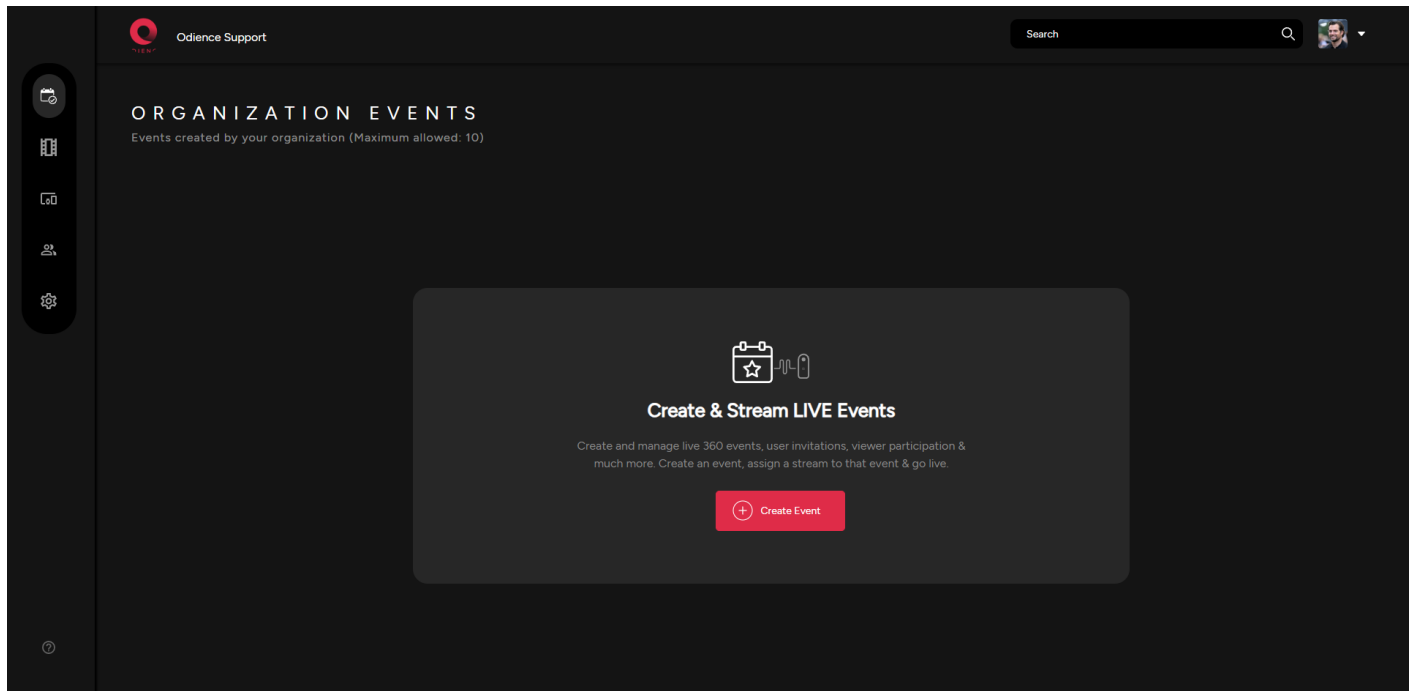 Odience Support
Search
ORGANIZATION EVENTS
Events created by your organization (Maximum allowed: 10)
Create & Stream LIVE Events
Create and manage live 360 events, user invitations, viewer participation &
much more. Create an event, assign a stream to that event & go live.
Create Event